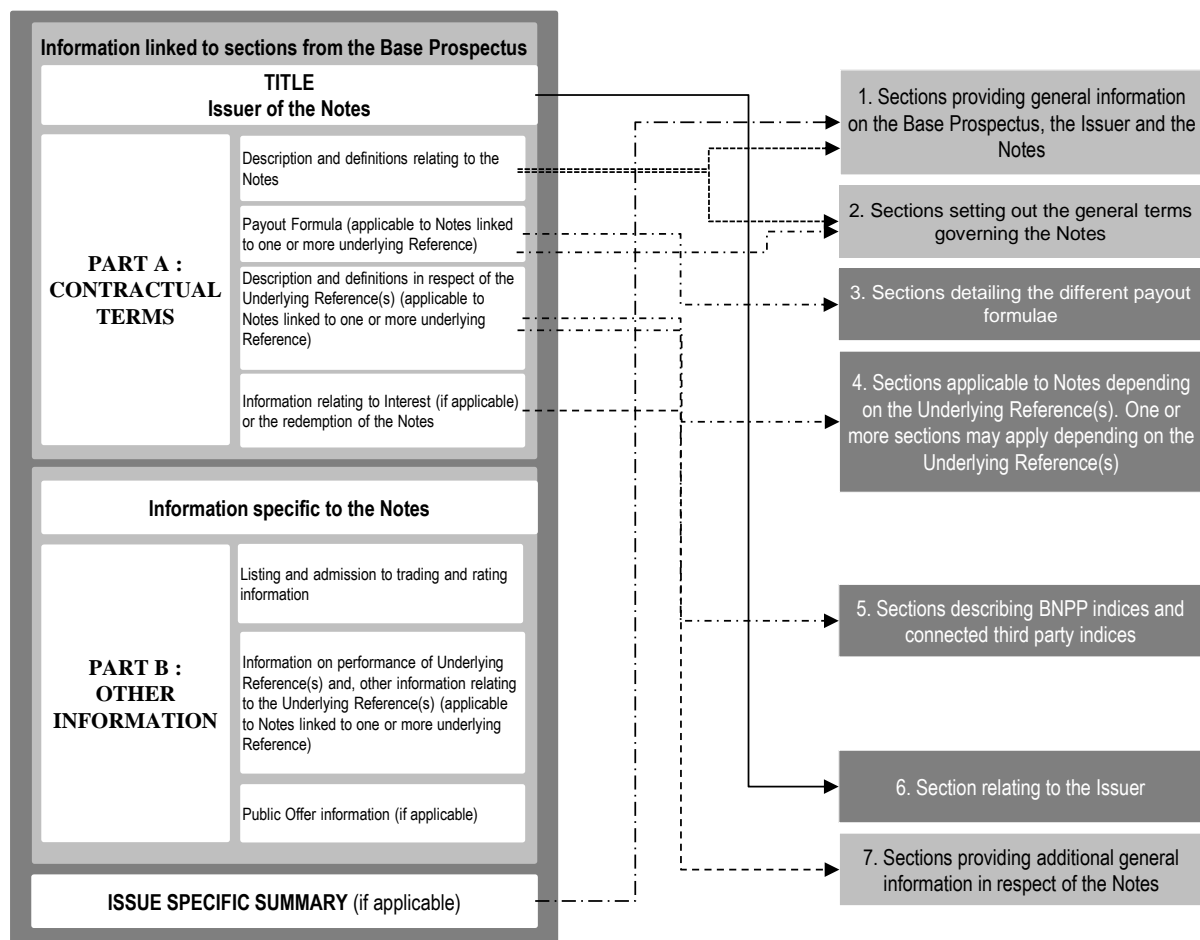 Information linked to sections from the Base Prospectus
TITLE
Issuer of the Notes
PART A :
CONTRACTUAL
TERMS
Description and definitions relating to the
Notes
Payout Formula (applicable to Notes linked
to one or more underlying Reference)
Description and definitions in respect of the
Underlying Reference(s) (applicable to
Notes linked to one or more underlying
Reference)
Information relating to Interest (if applicable)
or the redemption of the Notes
Information specific to the Notes
PART B :
OTHER
INFORMATION
Listing and admission to trading and rating
information
Information on performance of Underlying
Reference(s) and, other information relating
to the Underlying Reference(s) (applicable
to Notes linked to one or more underlying
Reference)
Public Offer information (if applicable)
ISSUE SPECIFIC SUMMARY (if applicable)
1. Sections providing general information
on the Base Prospectus, the Issuer and the
Notes
2. Sections setting out the general terms
governing the Notes
3. Sections detailing the different payout
formulae
4. Sections applicable to Notes depending
on the Underlying Reference(s). One or
more sections may apply depending on the
Underlying Reference(s)
5. Sections describing BNPP indices and
connected third party indices
6. Section relating to the Issuer
7. Sections providing additional general
information in respect of the Notes